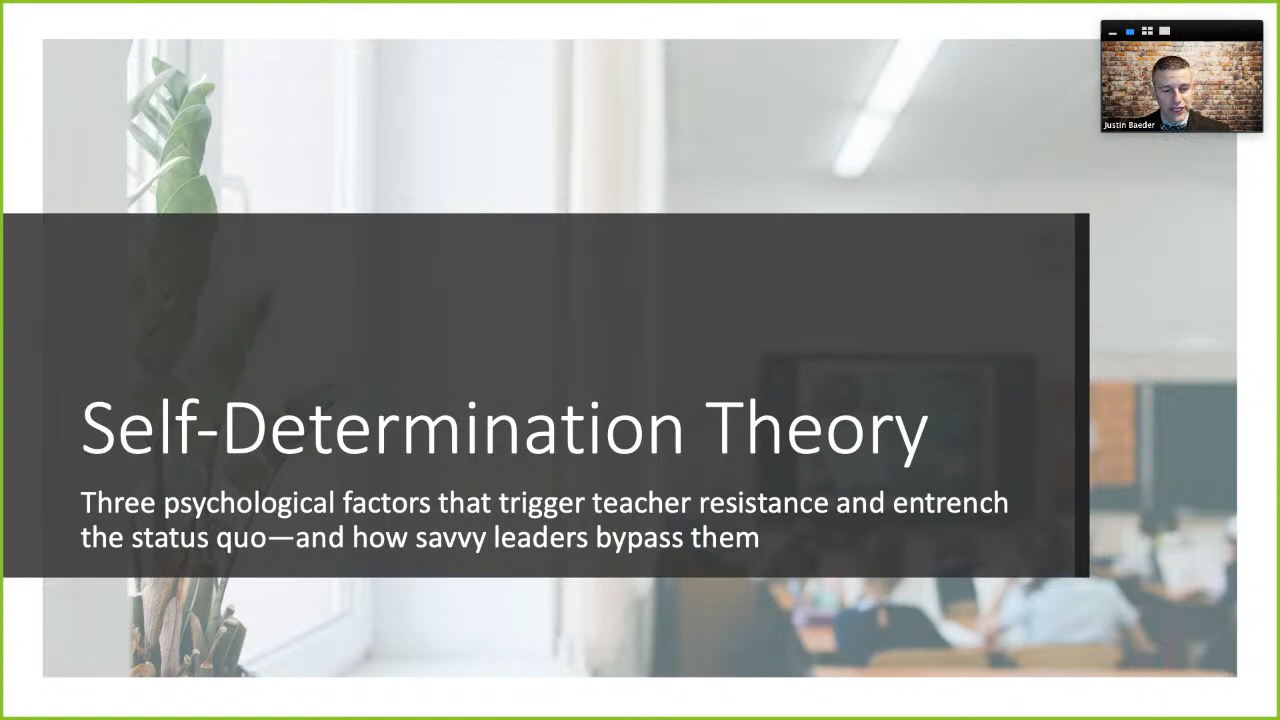 Justin Baeder
Self-Determination Theory
Three psychological factors that trigger teacher resistance and entrench
the status quo—and how savvy leaders bypass them